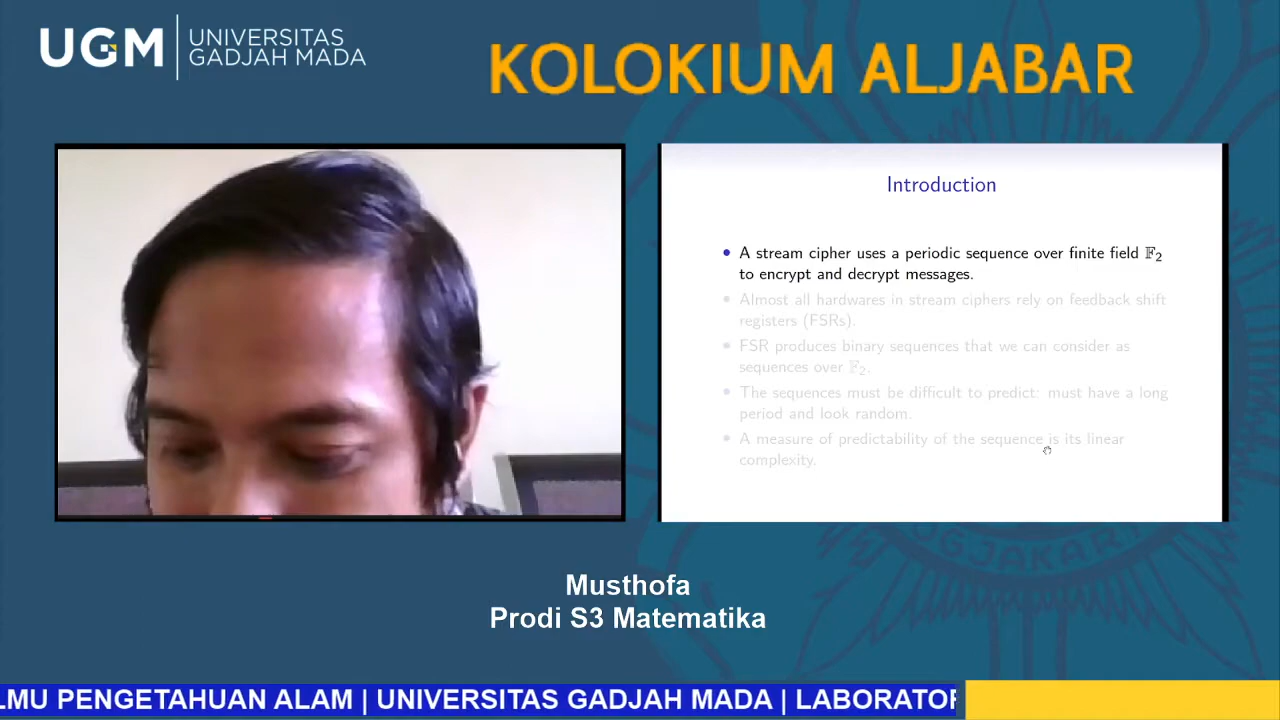 UGM
UNIVERSITAS
GADJAH MADA
KOLOKIUM ALJABAR
Introduction
• A stream cipher uses a periodic sequence over finite field 𝔽₂
to encrypt and decrypt messages.
• Almost all hardwares in stream ciphers rely on feedback shift
registers (FSRs).
• FSR produces binary sequences that we can consider as
sequences over 𝔽₂.
• The sequences must be difficult to predict: must have a long
period and look random.
• A measure of predictability of the sequence is its linear
complexity.
Musthofa
Prodi S3 Matematika
LMU PENGETAHUAN ALAM | UNIVERSITAS GADJAH MADA | LABORATOR